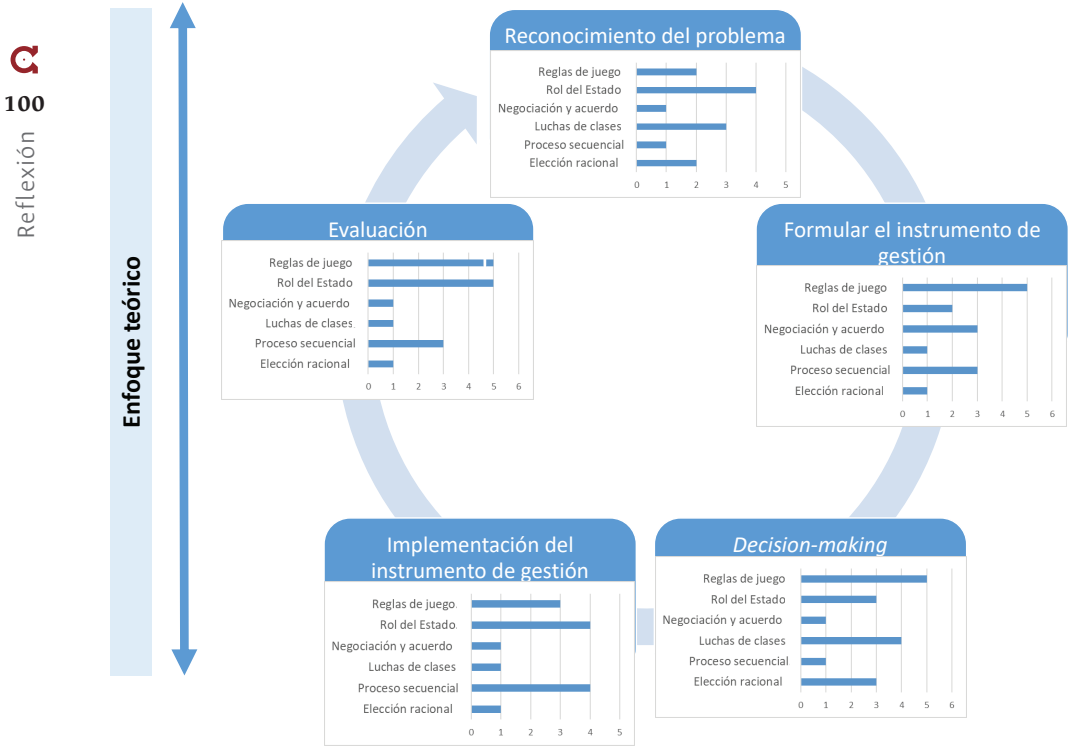 100
Reflexión
Enfoque teórico
Reconocimiento del problema
Reglas de juego
Rol del Estado
Negociación y acuerdo
Luchas de clases
Proceso secuencial
Elección racional
0 1 2 3 4 5
Formular el instrumento de
gestión
Reglas de juego
Rol del Estado
Negociación y acuerdo
Luchas de clases
Proceso secuencial
Elección racional
0 1 2 3 4 5 6
Decision-making
Reglas de juego
Rol del Estado
Negociación y acuerdo
Luchas de clases
Proceso secuencial
Elección racional
0 1 2 3 4 5 6
Implementación del
instrumento de gestión
Reglas de juego.
Rol del Estado.
Negociación y acuerdo
Luchas de clases
Proceso secuencial
Elección racional
0 1 2 3 4 5
Evaluación
Reglas de juego
Rol del Estado
Negociación y acuerdo
Luchas de clases.
Proceso secuencial
Elección racional
0 1 2 3 4 5 6